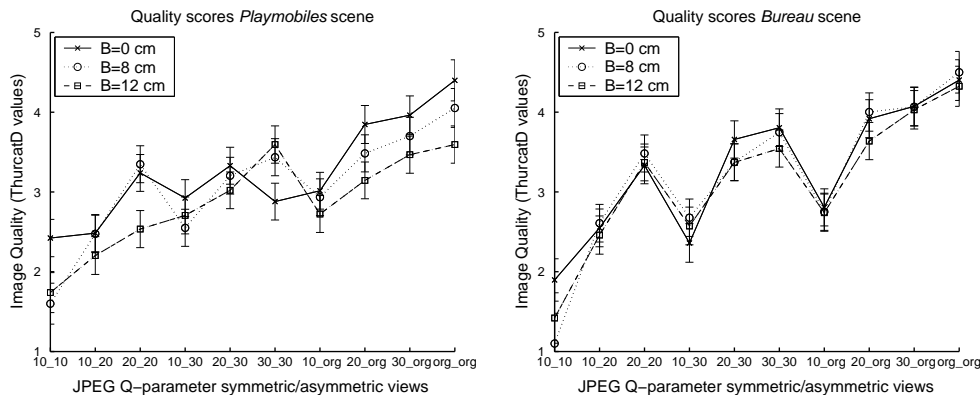 Quality scores Playmobiles scene
5
4
3
2
1
Image Quality (ThurcatD values)
B=0 cm
B=8 cm
B=12 cm
10_10 10_20 20_20 10_30 20_30 30_30 10_org 20_org 30_org org_org
JPEG Q−parameter symmetric/asymmetric views
Quality scores Bureau scene
5
4
3
2
1
Image Quality (ThurcatD values)
B=0 cm
B=8 cm
B=12 cm
10_10 10_20 20_20 10_30 20_30 30_30 10_org 20_org 30_org org_org
JPEG Q−parameter symmetric/asymmetric views